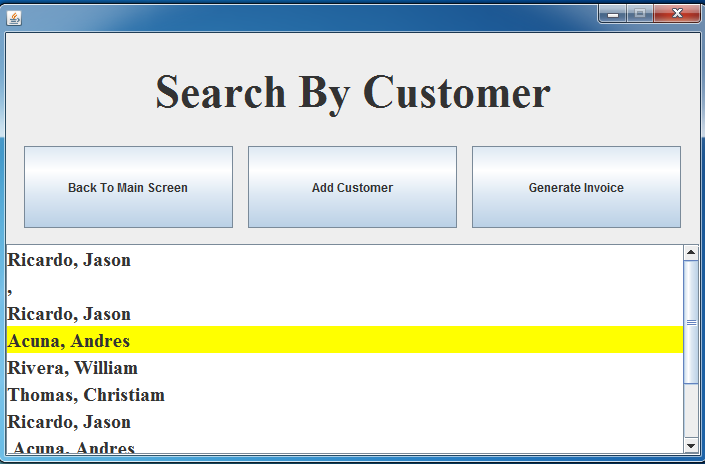 Search By Customer
Back To Main Screen
Add Customer
Generate Invoice
Ricardo, Jason
,
Ricardo, Jason
Acuna, Andres
Rivera, William
Thomas, Christiam
Ricardo, Jason
Acuna, Andres